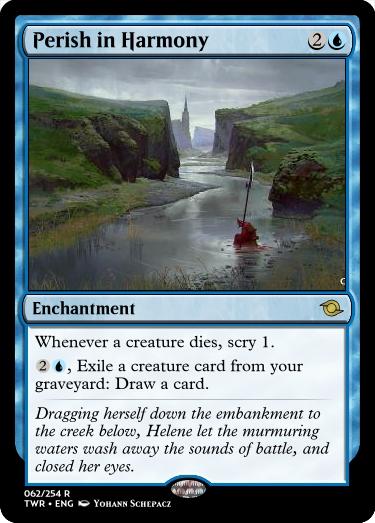 Perish in Harmony 2
Enchantment
Whenever a creature dies, scry 1.
2, Exile a creature card from your
graveyard: Draw a card.
Dragging herself down the embankment to
the creek below, Helene let the murmuring
waters wash away the sounds of battle, and
closed her eyes.
062/254 R
TWR • ENG Yohann Schepacz